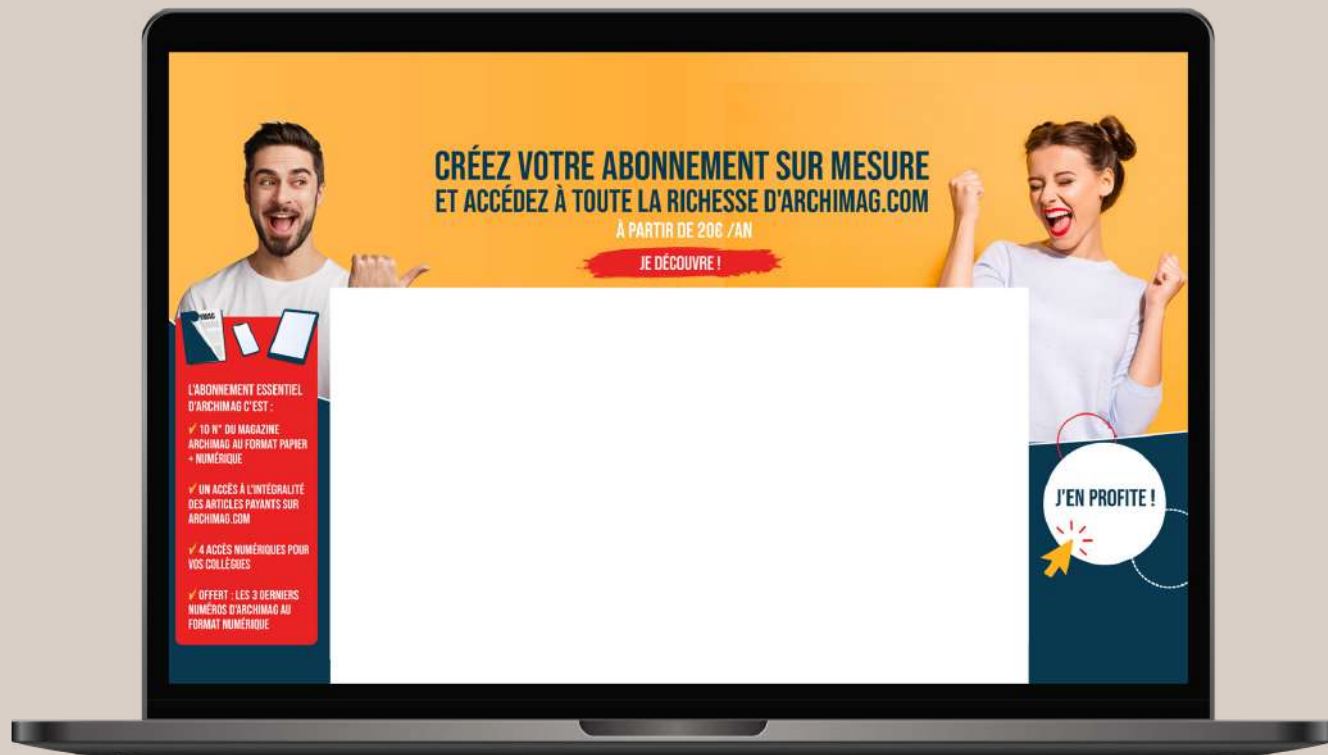 CRÉEZ VOTRE ABONNEMENT SUR MESURE
ET ACCÉDEZ À TOUTE LA RICHESSE D'ARCHIMAG.COM
À PARTIR DE 20€ /AN
JE DÉCOUVRE !
L'ABONNEMENT ESSENTIEL
D'ARCHIMAG C'EST :
✓ 10 N° DU MAGAZINE
ARCHIMAG AU FORMAT PAPIER
+ NUMÉRIQUE
✓ UN ACCÈS À L'INTÉGRALITÉ
DES ARTICLES PAYANTS SUR
ARCHIMAG.COM
✓ 4 ACCÈS NUMÉRIQUES POUR
VOS COLLÈGUES
✓ OFFERT : LES 3 DERNIERS
NUMÉROS D'ARCHIMAG AU
FORMAT NUMÉRIQUE
J'EN PROFITE !